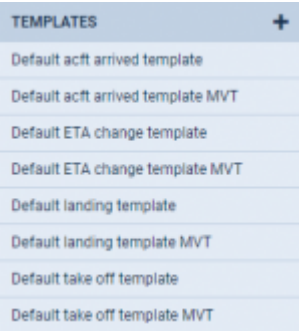 TEMPLATES +
Default acft arrived template
Default acft arrived template MVT
Default ETA change template
Default ETA change template MVT
Default landing template
Default landing template MVT
Default take off template
Default take off template MVT